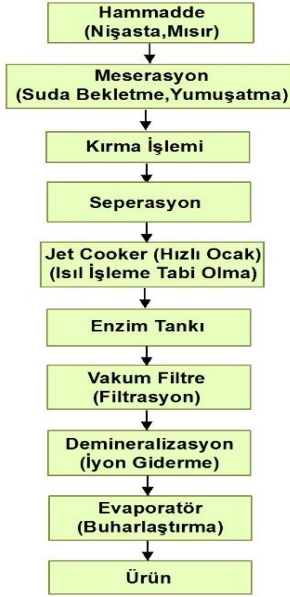 Hammadde
(Nişasta,Mısır)
Meserasyon
(Suda Bekletme,Yumuşatma)
Kırma İşlemi
Seperasyon
Jet Cooker (Hızlı Ocak)
(Isıl İşleme Tabi Olma)
Enzim Tankı
Vakum Filtre
(Filtrasyon)
Demineralizasyon
(İyon Giderme)
Evaporatör
(Buharlaştırma)
Ürün